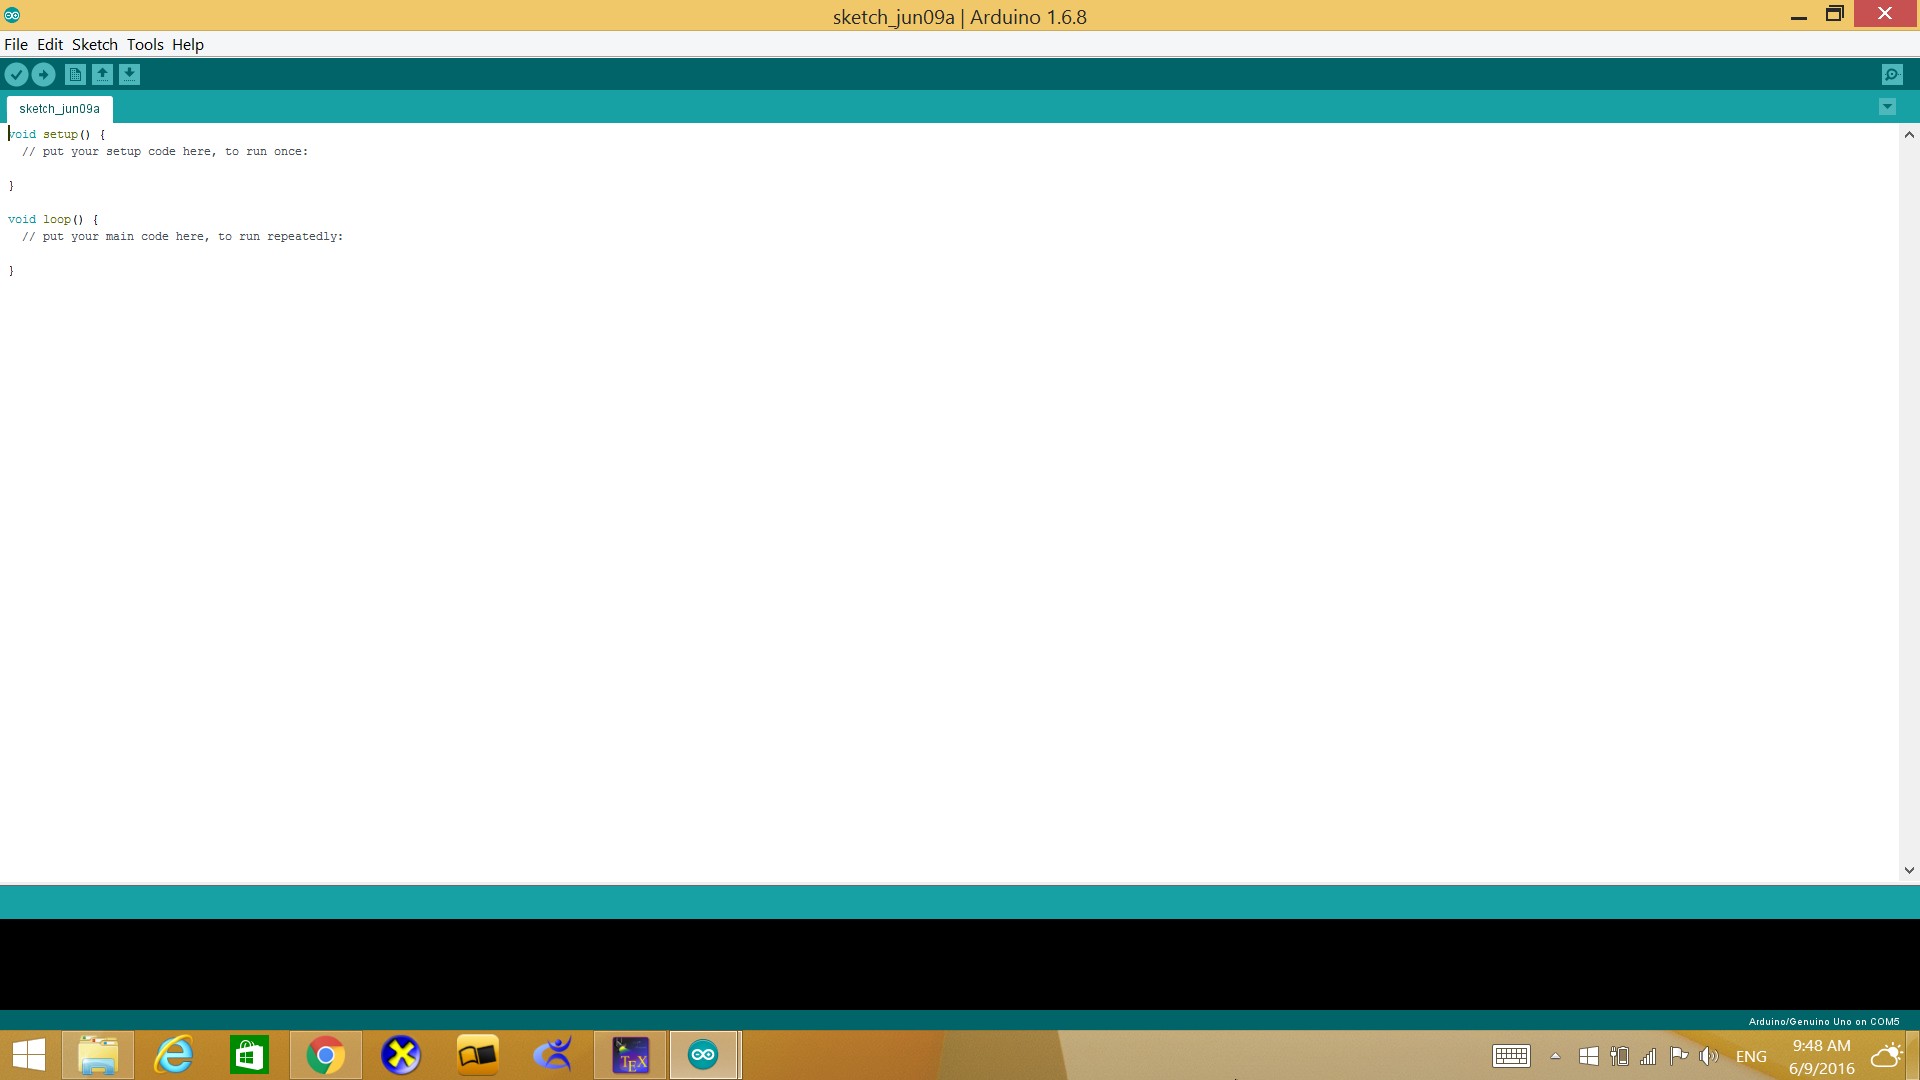 sketch_jun09a | Arduino 1.6.8
File Edit Sketch Tools Help
sketch_jun09a
void setup() {
  // put your setup code here, to run once:
}
void loop() {
  // put your main code here, to run repeatedly:
}
Arduino/Genuino Uno on COM5
TEX
ENG
9:48 AM
6/9/2016